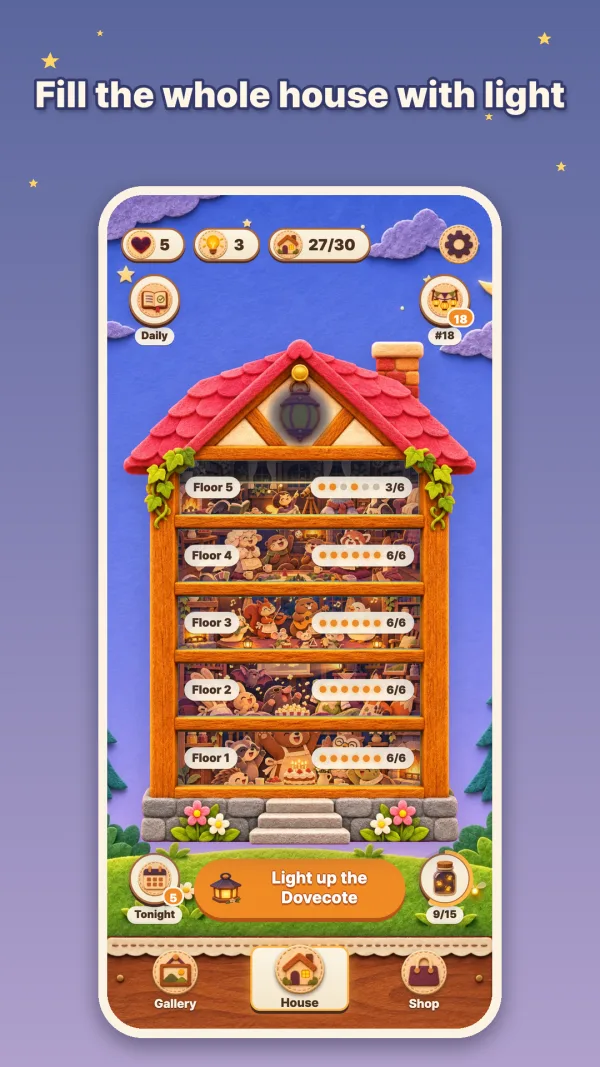 Fill the whole house with light
5
3
27/30
Daily
18
#18
Floor 5
3/6
Floor 4
6/6
Floor 3
6/6
Floor 2
6/6
Floor 1
6/6
Light up the
Dovecote
5
Tonight
9/15
Gallery
House
Shop